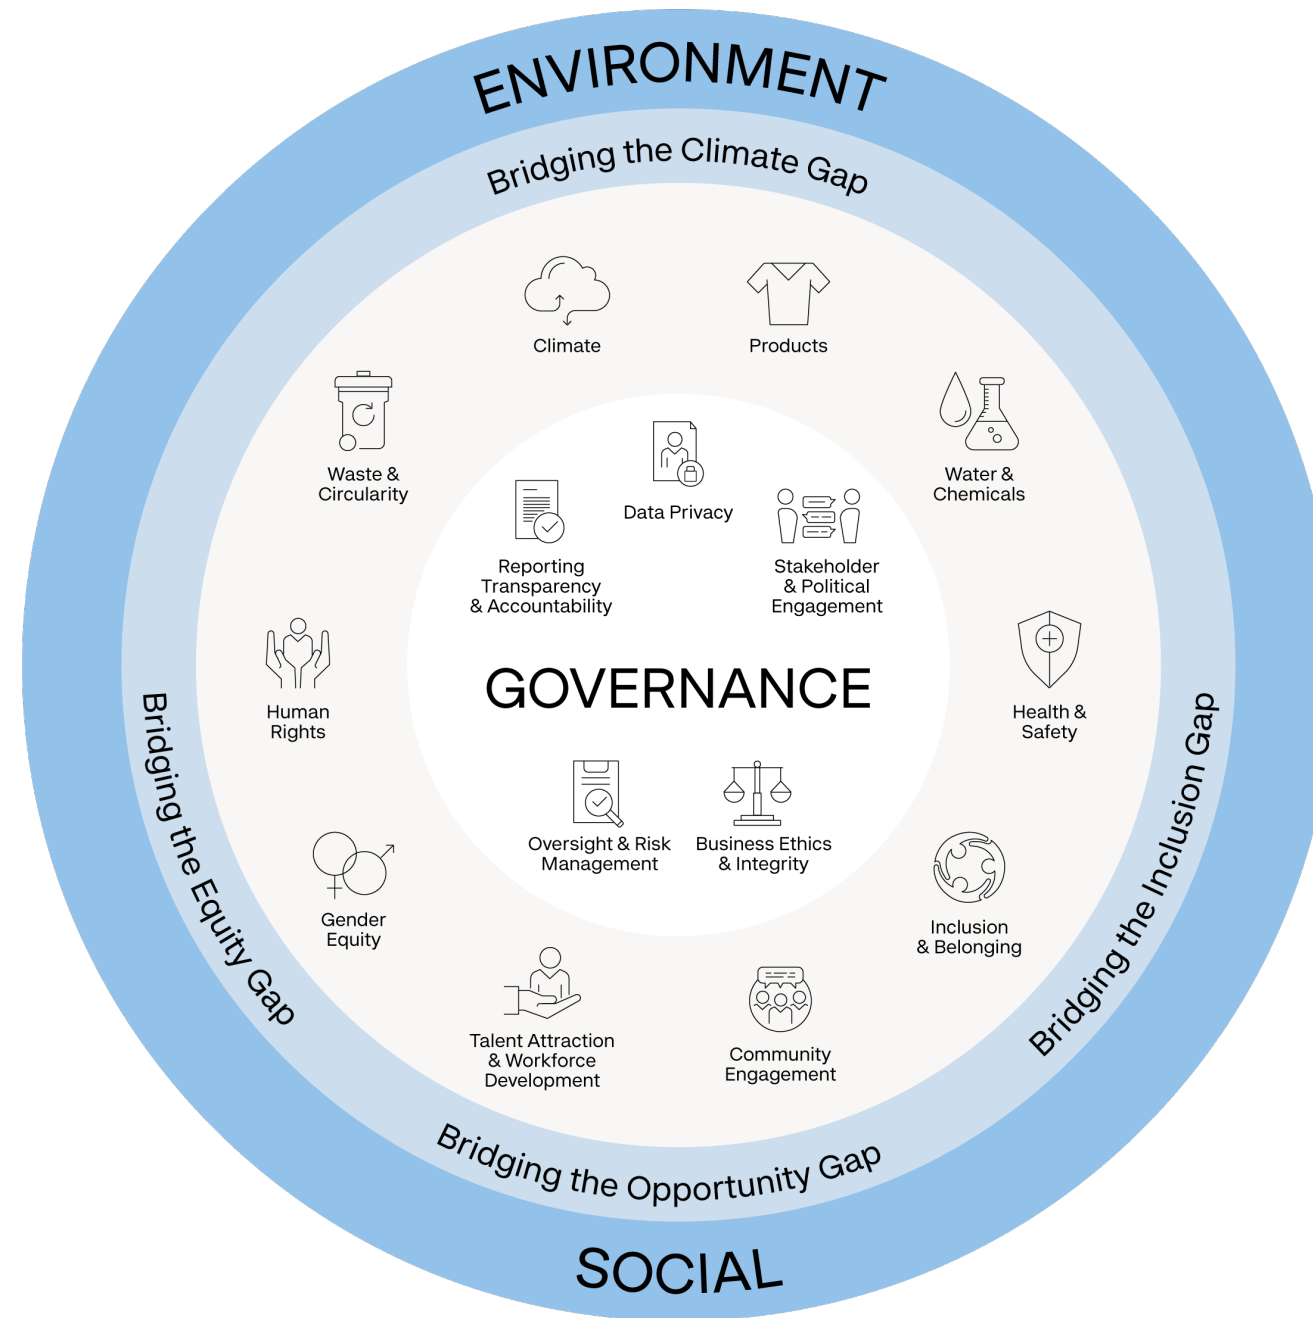 ENVIRONMENT
Bridging the Climate Gap
Climate
Products
Waste &
Circularity
Water &
Chemicals
Data Privacy
Reporting
Transparency
& Accountability
Stakeholder
& Political
Engagement
GOVERNANCE
Human
Rights
Health &
Safety
Bridging the Equity Gap
Bridging the Inclusion Gap
Oversight & Risk
Management
Business Ethics
& Integrity
Gender
Equity
Inclusion
& Belonging
Talent Attraction
& Workforce
Development
Community
Engagement
Bridging the Opportunity Gap
SOCIAL